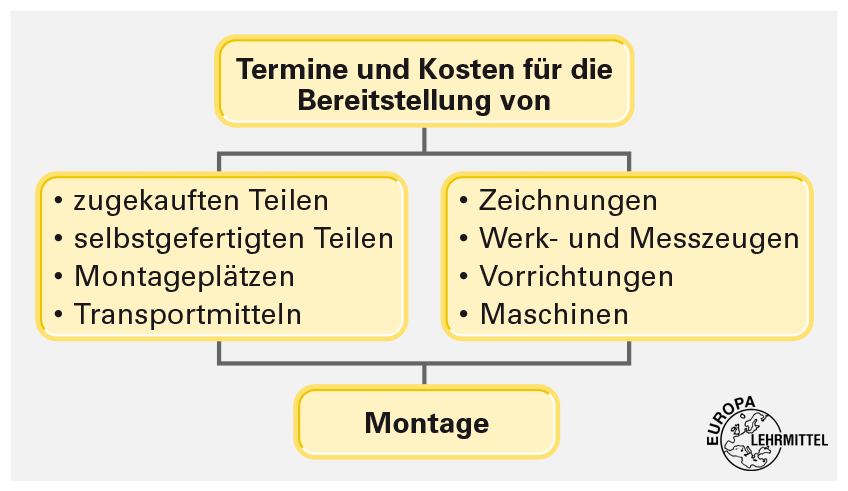 Termine und Kosten für die
Bereitstellung von
• zugekauften Teilen
• selbstgefertigten Teilen
• Montageplätzen
• Transportmitteln
• Zeichnungen
• Werk- und Messzeugen
• Vorrichtungen
• Maschinen
Montage
EUROPA
LEHRMITTEL